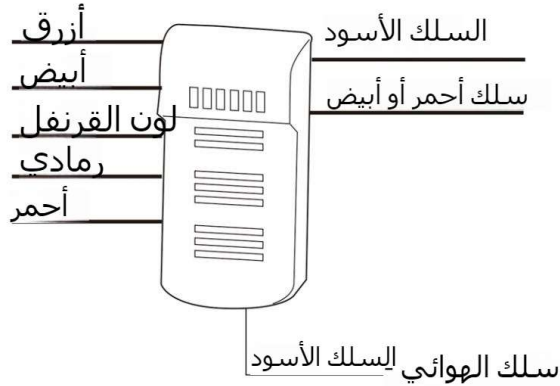 أزرق
أبيض
لون القرنفل
رمادي
أحمر
السلك الأسود
سلك أحمر أو أبيض
سلك الهوائي - السلك الأسود